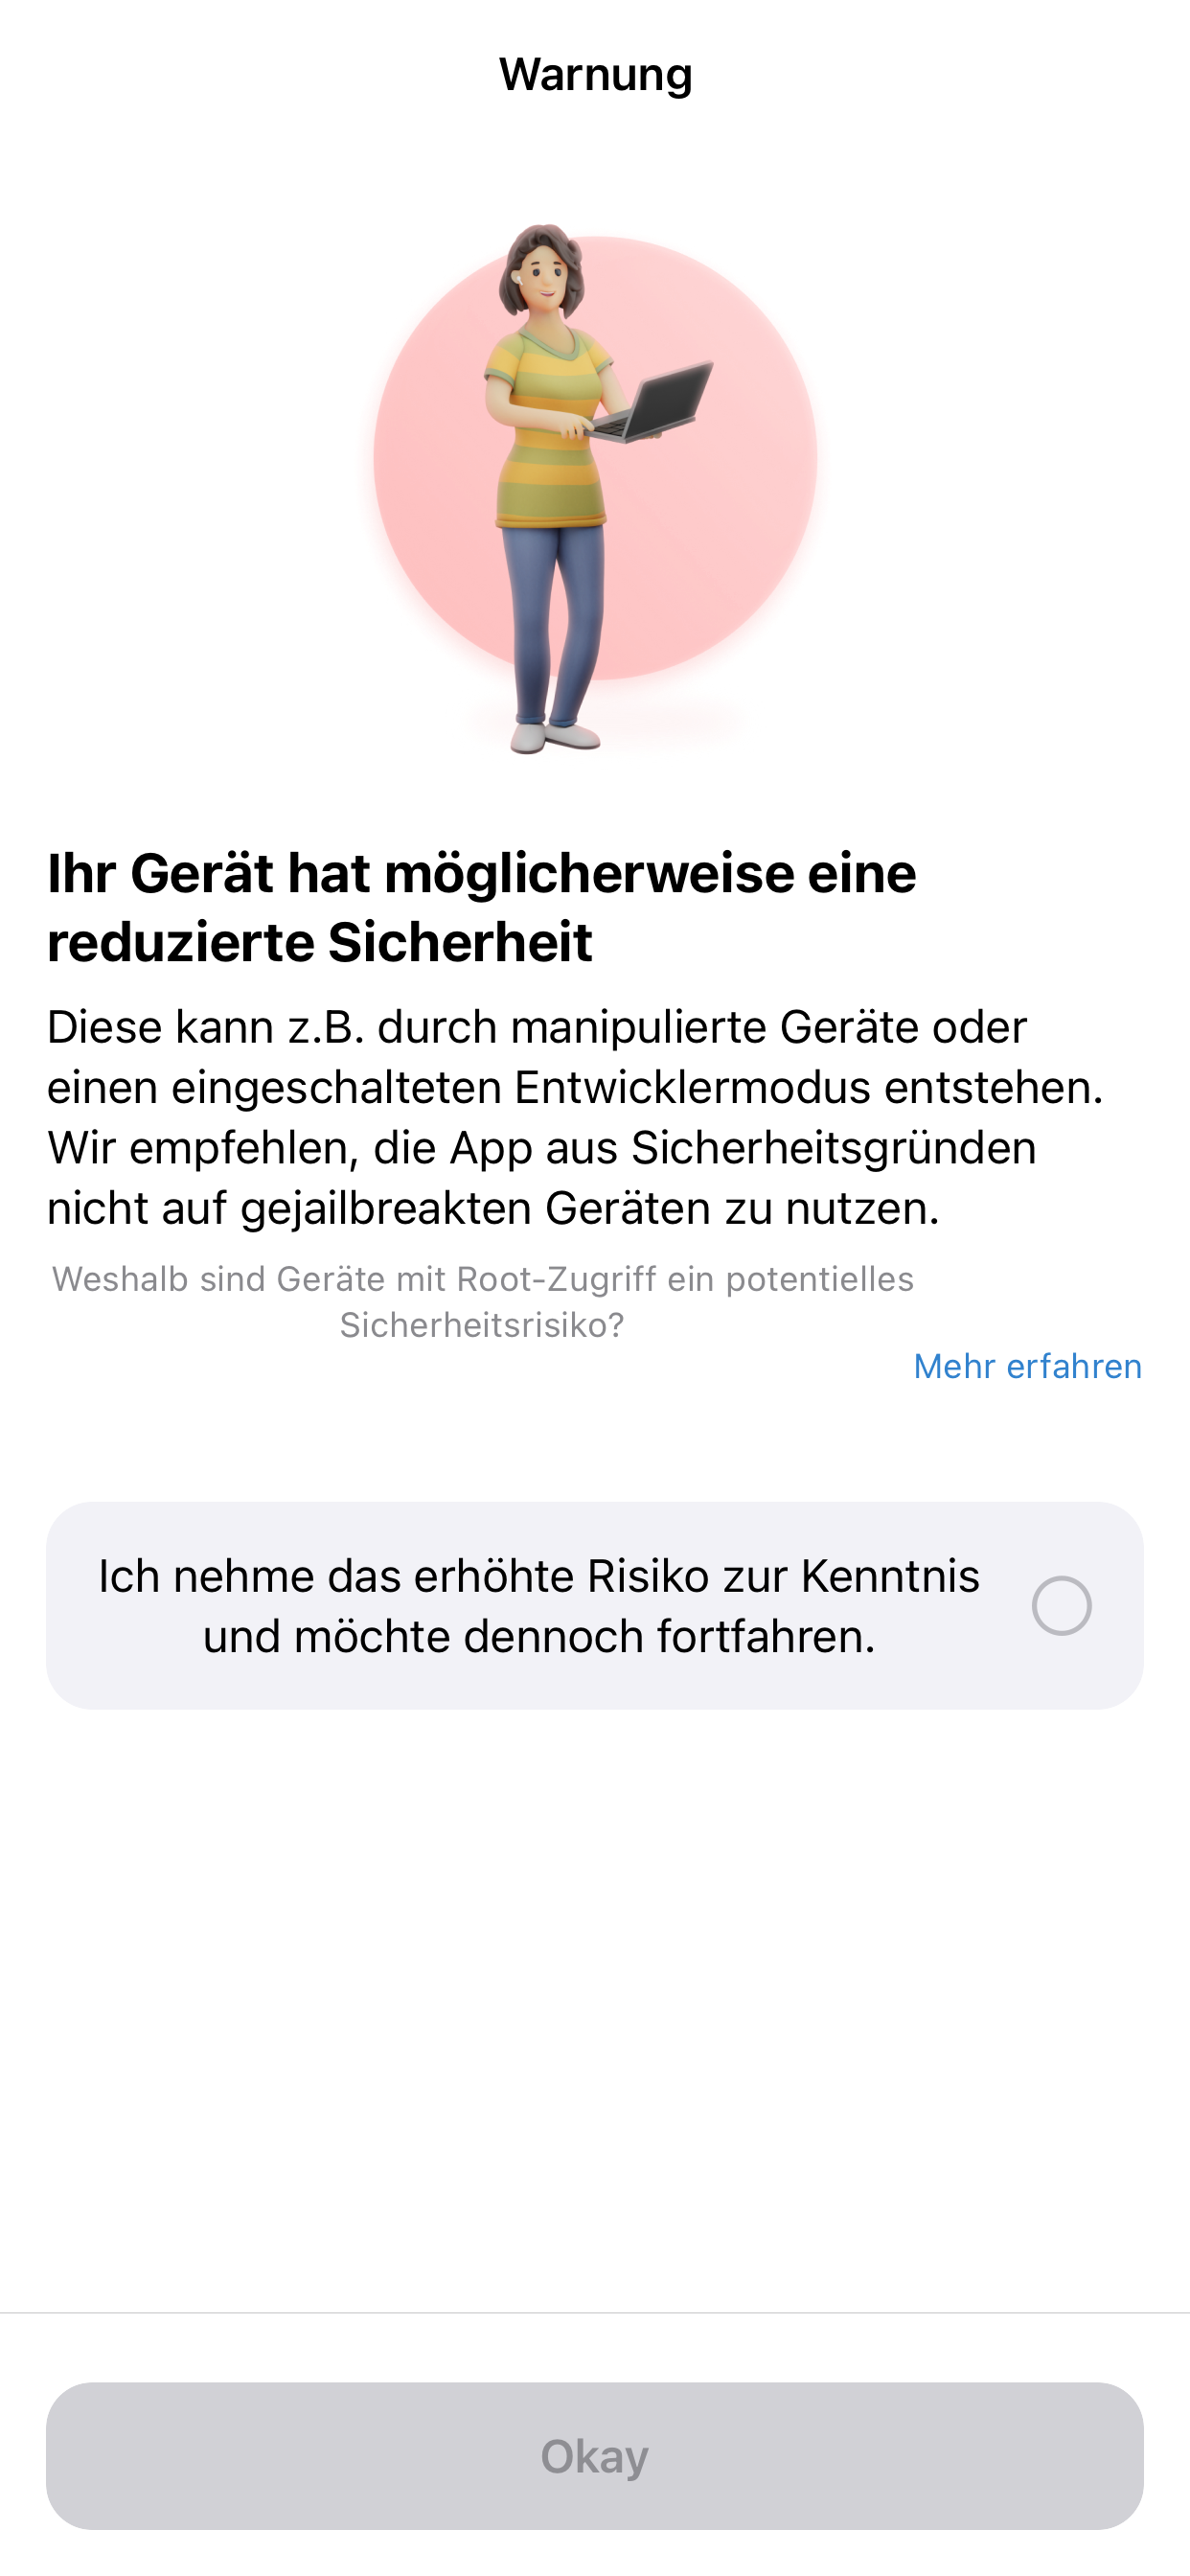 Warnung
Ihr Gerät hat möglicherweise eine
reduzierte Sicherheit
Diese kann z.B. durch manipulierte Geräte oder
einen eingeschalteten Entwicklermodus entstehen.
Wir empfehlen, die App aus Sicherheitsgründen
nicht auf gejailbreakten Geräten zu nutzen.
Weshalb sind Geräte mit Root-Zugriff ein potentielles
Sicherheitsrisiko?
Mehr erfahren
Ich nehme das erhöhte Risiko zur Kenntnis
und möchte dennoch fortfahren.
Okay